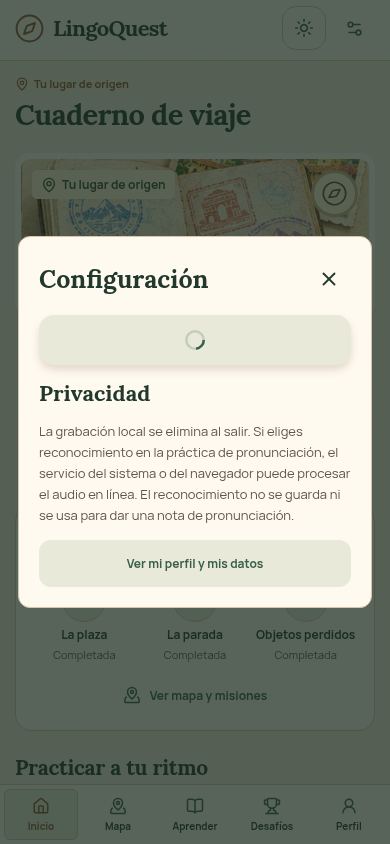 LingoQuest
Tu lugar de origen
Cuaderno de viaje
Tu lugar de origen
Configuración
Privacidad
La grabación local se elimina al salir. Si eliges
reconocimiento en la práctica de pronunciación, el
servicio del sistema o del navegador puede procesar
el audio en línea. El reconocimiento no se guarda ni
se usa para dar una nota de pronunciación.
Ver mi perfil y mis datos
La plaza La parada Objetos perdidos
Completada Completada Completada
Ver mapa y misiones
Practicar a tu ritmo
Inicio Mapa Aprender Desafíos Perfil